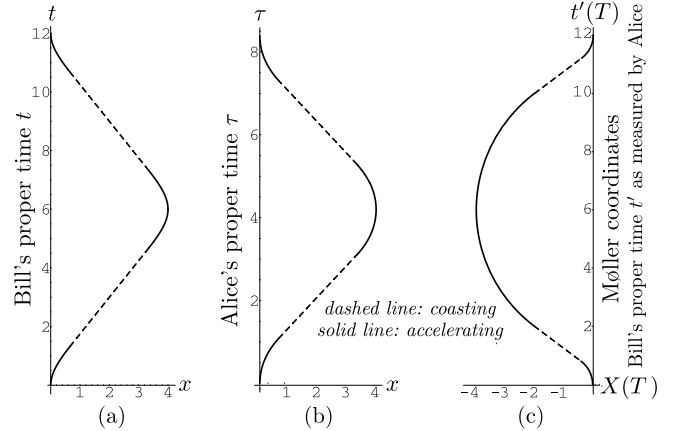 t
12
10
8
6
4
2
1 2 3 4 x
Bill's proper time t
(a)
τ
8
6
4
2
1 2 3 4 x
Alice's proper time τ
dashed line: coasting
solid line: accelerating
(b)
t′(T)
12
10
8
6
4
2
−4 −2 −2 −1 X(T)
Møller coordinates
Bill's proper time t′ as measured by Alice
(c)